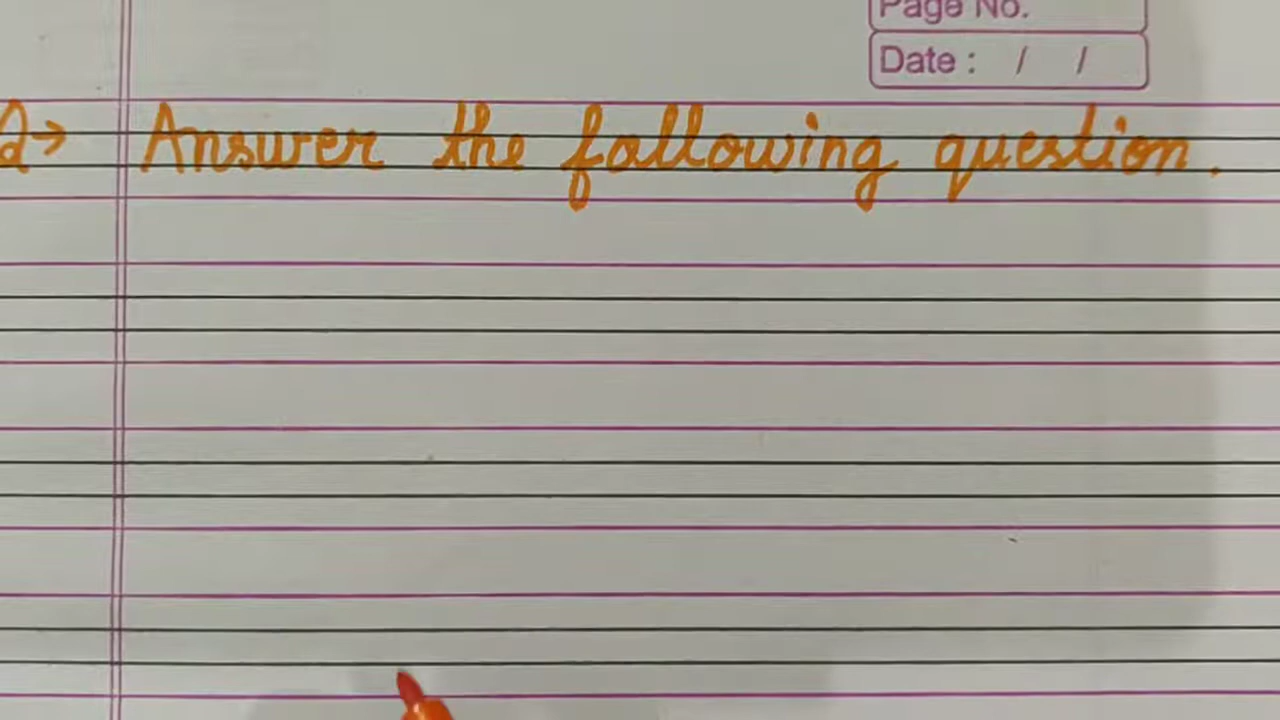 Page No.
Date : / /
Q→ Answer the following question.